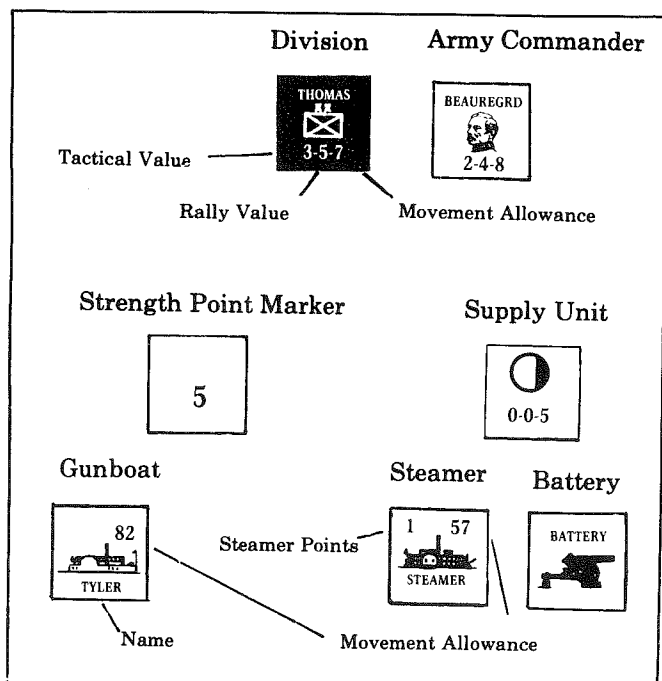 Division Army Commander
THOMAS
3-5-7
BEAUREGRD
2-4-8
Tactical Value
Rally Value
Movement Allowance
Strength Point Marker
5
Supply Unit
0-0-5
Gunboat
82
TYLER
Name
Steamer
Steamer Points
1 57
STEAMER
Battery
BATTERY
Movement Allowance